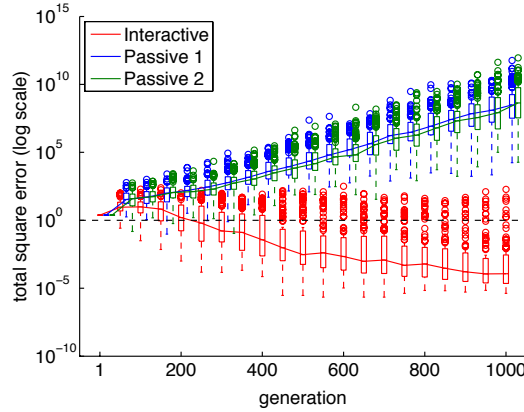 10^15
10^10
10^5
10^0
10^-5
10^-10
total square error (log scale)
Interactive
Passive 1
Passive 2
1 200 400 600 800 1000
generation